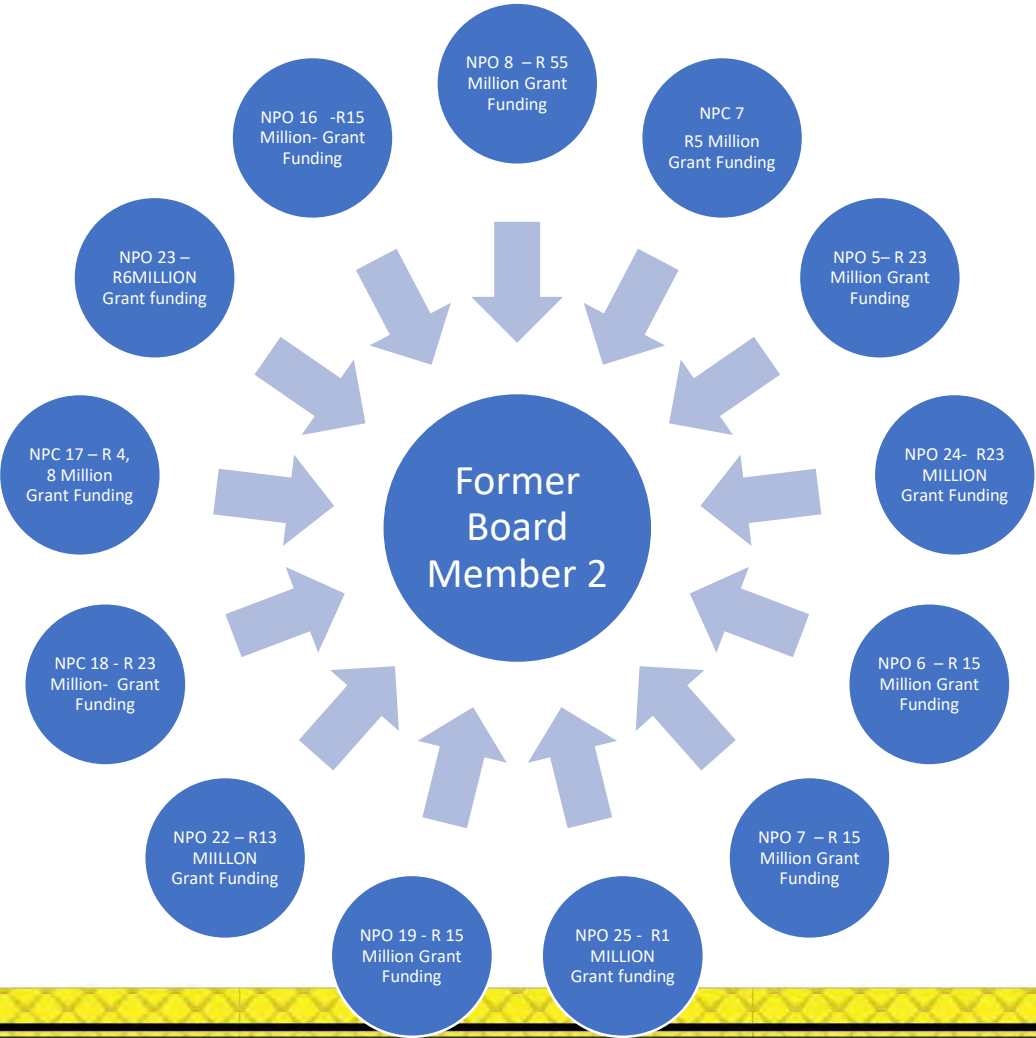 NPO 8 – R 55
Million Grant
Funding
NPC 7
R5 Million
Grant Funding
NPO 5– R 23
Million Grant
Funding
NPO 24- R23
MILLION
Grant Funding
NPO 6 – R 15
Million Grant
Funding
NPO 7 – R 15
Million Grant
Funding
NPO 25 - R1
MILLION
Grant funding
NPO 19 - R 15
Million Grant
Funding
NPO 22 – R13
MIILLON
Grant Funding
NPC 18 - R 23
Million- Grant
Funding
NPC 17 – R 4,
8 Million
Grant Funding
NPO 23 –
R6MILLION
Grant funding
NPO 16 -R15
Million- Grant
Funding
Former
Board
Member 2